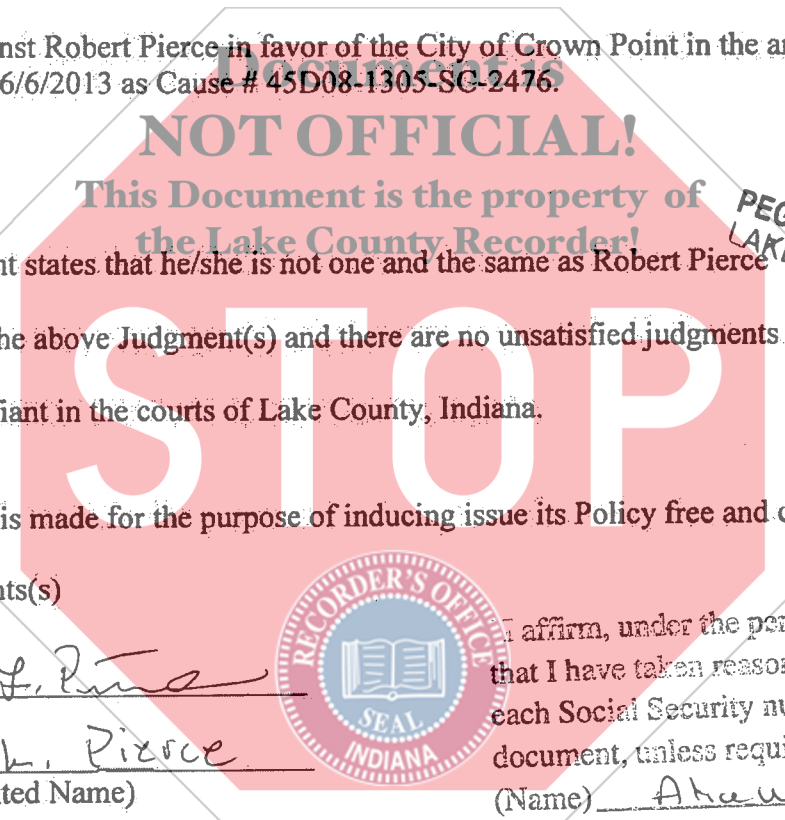 nst Robert Pierce in favor of the City of Crown Point in the a
6/6/2013 as Cause # 45D08-1305-SC-2476.
Document is
NOT OFFICIAL!
This Document is the property of
the Lake County Recorder!
PEG
LAKE
nt states that he/she is not one and the same as Robert Pierce
he above Judgment(s) and there are no unsatisfied judgments
iant in the courts of Lake County, Indiana.
STOP
is made for the purpose of inducing issue its Policy free and
nts(s)
RECORDER'S OFFICE
SEAL
INDIANA
I affirm, under the per
that I have taken reason
each Social Security nu
document, unless requi
L. Pierce
ted Name)
(Name)